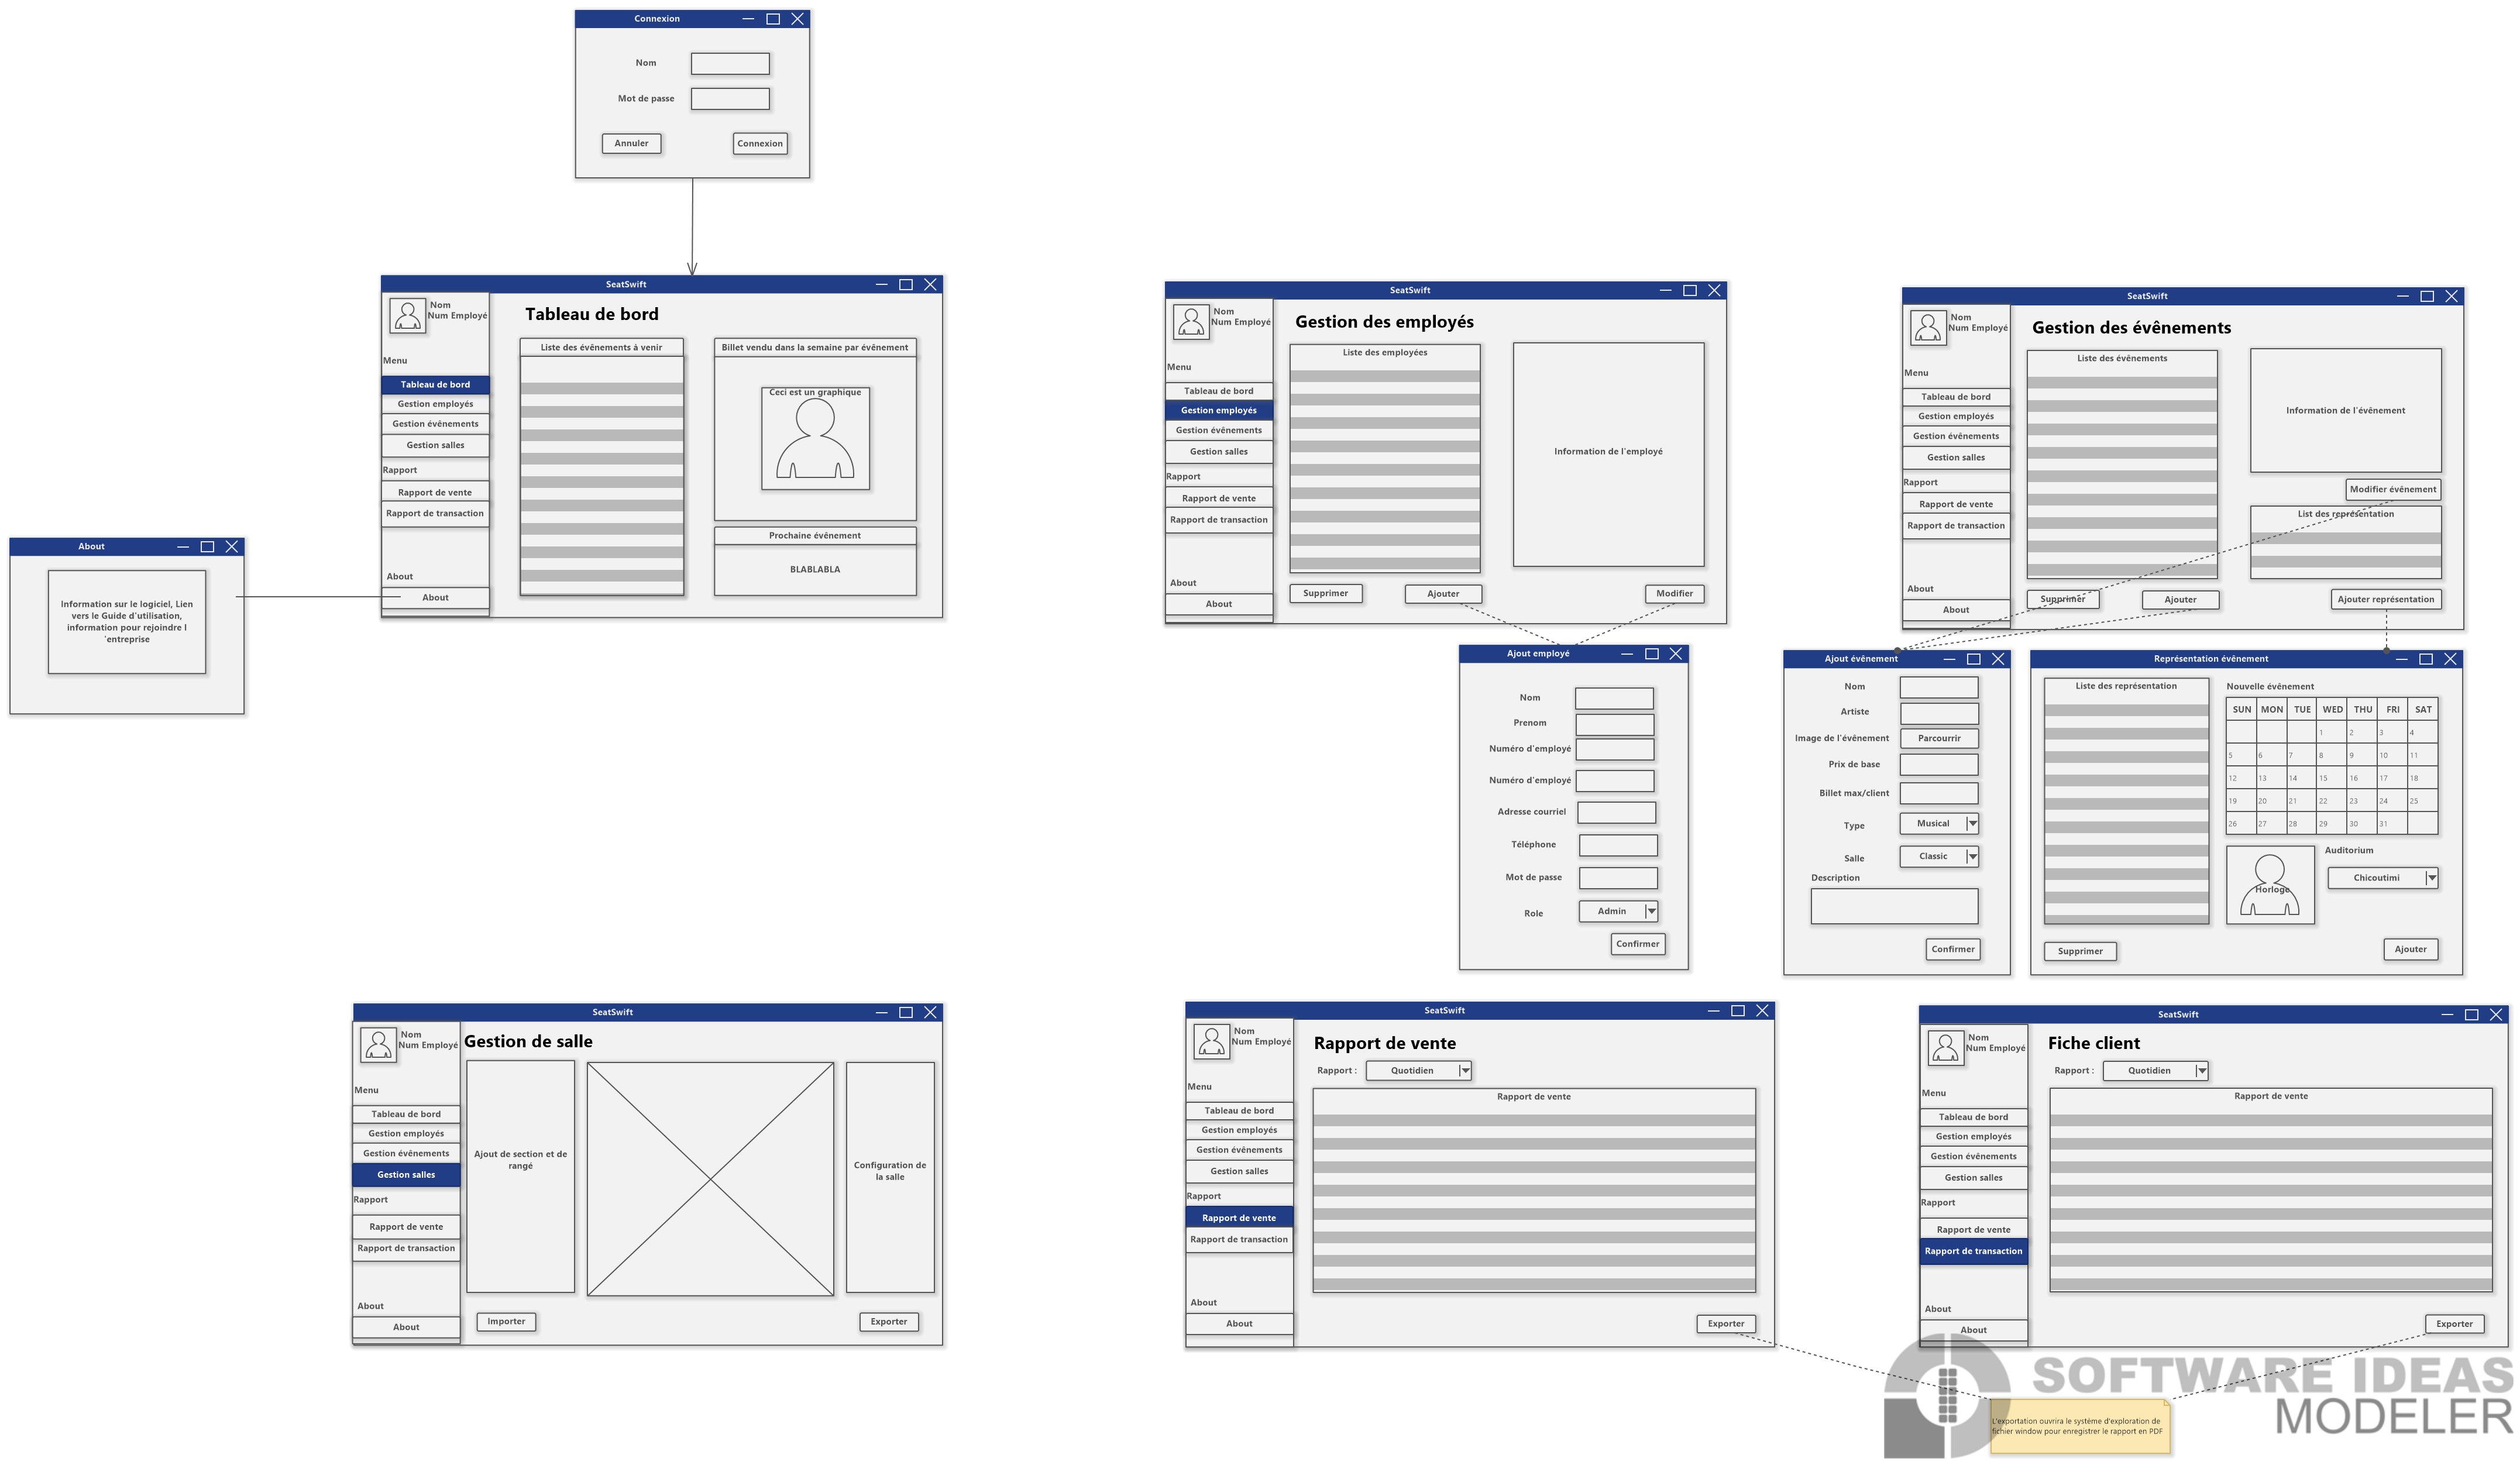 Connexion
Nom
Mot de passe
Annuler
Connexion
SeatSwift
Nom
Num Employé
Tableau de bord
Menu
Tableau de bord
Gestion employés
Gestion évênements
Gestion salles
Rapport
Rapport de vente
Rapport de transaction
About
About
Liste des évênements à venir
Billet vendu dans la semaine par évênement
Ceci est un graphique
Prochaine évênement
BLABLABLA
About
Information sur le logiciel, Lien
vers le Guide d'utilisation,
information pour rejoindre l
'entreprise
SeatSwift
Nom
Num Employé
Gestion des employés
Menu
Tableau de bord
Gestion employés
Gestion évênements
Gestion salles
Rapport
Rapport de vente
Rapport de transaction
About
About
Liste des employées
Information de l'employé
Supprimer
Ajouter
Modifier
SeatSwift
Nom
Num Employé
Gestion des évênements
Menu
Tableau de bord
Gestion employés
Gestion évênements
Gestion salles
Rapport
Rapport de vente
Rapport de transaction
About
About
Liste des évênements
Information de l'évênement
Modifier évênement
List des représentation
Supprimer
Ajouter
Ajouter représentation
Ajout employé
Nom
Prenom
Numéro d'employé
Numéro d'employé
Adresse courriel
Téléphone
Mot de passe
Role
Admin
Confirmer
Ajout évênement
Nom
Artiste
Image de l'évênement
Parcourrir
Prix de base
Billet max/client
Type
Musical
Salle
Classic
Description
Confirmer
Représentation évênement
Liste des représentation
Nouvelle évênement
SUN MON TUE WED THU FRI SAT
1 2 3 4
5 6 7 8 9 10 11
12 13 14 15 16 17 18
19 20 21 22 23 24 25
26 27 28 29 30 31
Auditorium
Horloge
Chicoutimi
Supprimer
Ajouter
SeatSwift
Nom
Num Employé
Gestion de salle
Menu
Tableau de bord
Gestion employés
Gestion évênements
Gestion salles
Rapport
Rapport de vente
Rapport de transaction
About
About
Ajout de section et de
rangé
Configuration de
la salle
Importer
Exporter
SeatSwift
Nom
Num Employé
Rapport de vente
Rapport :
Quotidien
Menu
Tableau de bord
Gestion employés
Gestion évênements
Gestion salles
Rapport
Rapport de vente
Rapport de transaction
About
About
Rapport de vente
Exporter
SeatSwift
Nom
Num Employé
Fiche client
Rapport :
Quotidien
Menu
Tableau de bord
Gestion employés
Gestion évênements
Gestion salles
Rapport
Rapport de vente
Rapport de transaction
About
About
Rapport de vente
Exporter
L'exportation ouvrira le système d'exploration de
fichier window pour enregistrer le rapport en PDF
SOFTWARE IDEAS
MODELER